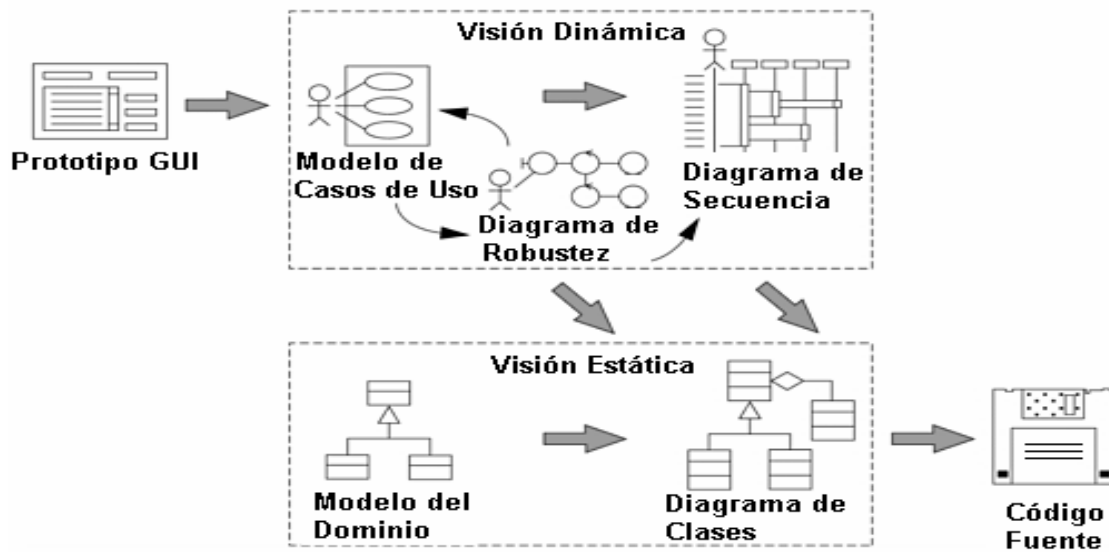 Visión Dinámica
Prototipo GUI
Modelo de
Casos de Uso
Diagrama de
Robustez
Diagrama de
Secuencia
Visión Estática
Modelo del
Dominio
Diagrama de
Clases
Código
Fuente